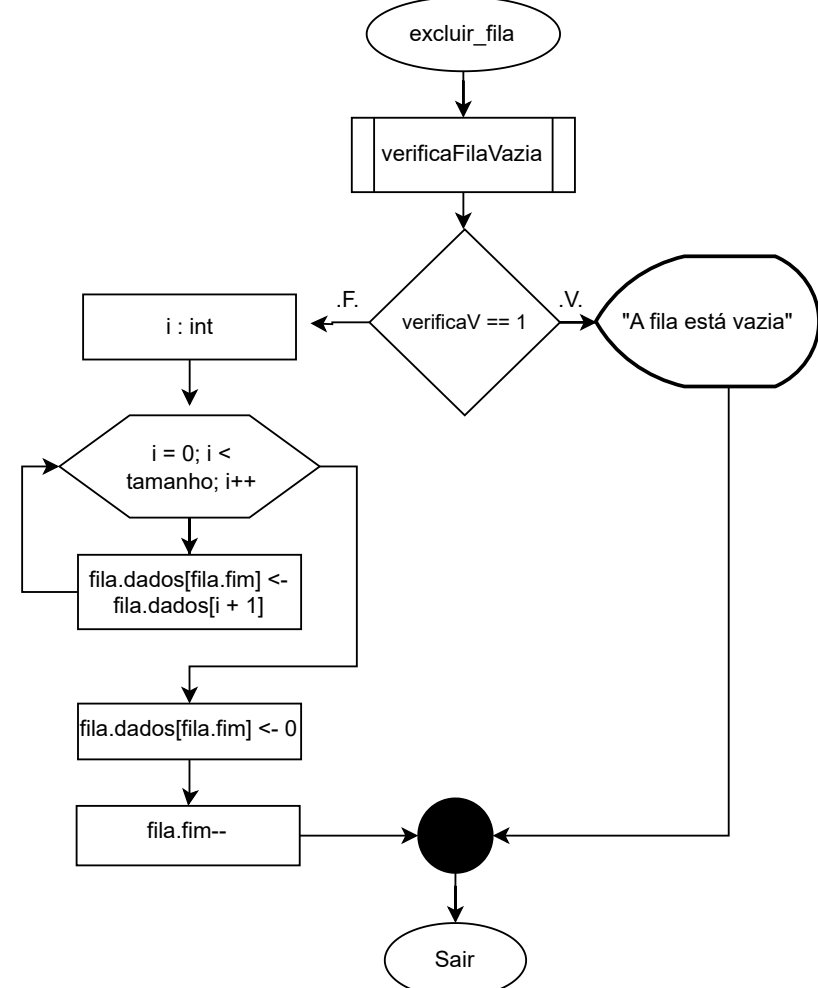 excluir_fila
verificaFilaVazia
.F.
.V.
i : int
verificaV == 1
"A fila está vazia"
i = 0; i <
tamanho; i++
fila.dados[fila.fim] <-
fila.dados[i + 1]
fila.dados[fila.fim] <- 0
fila.fim--
Sair